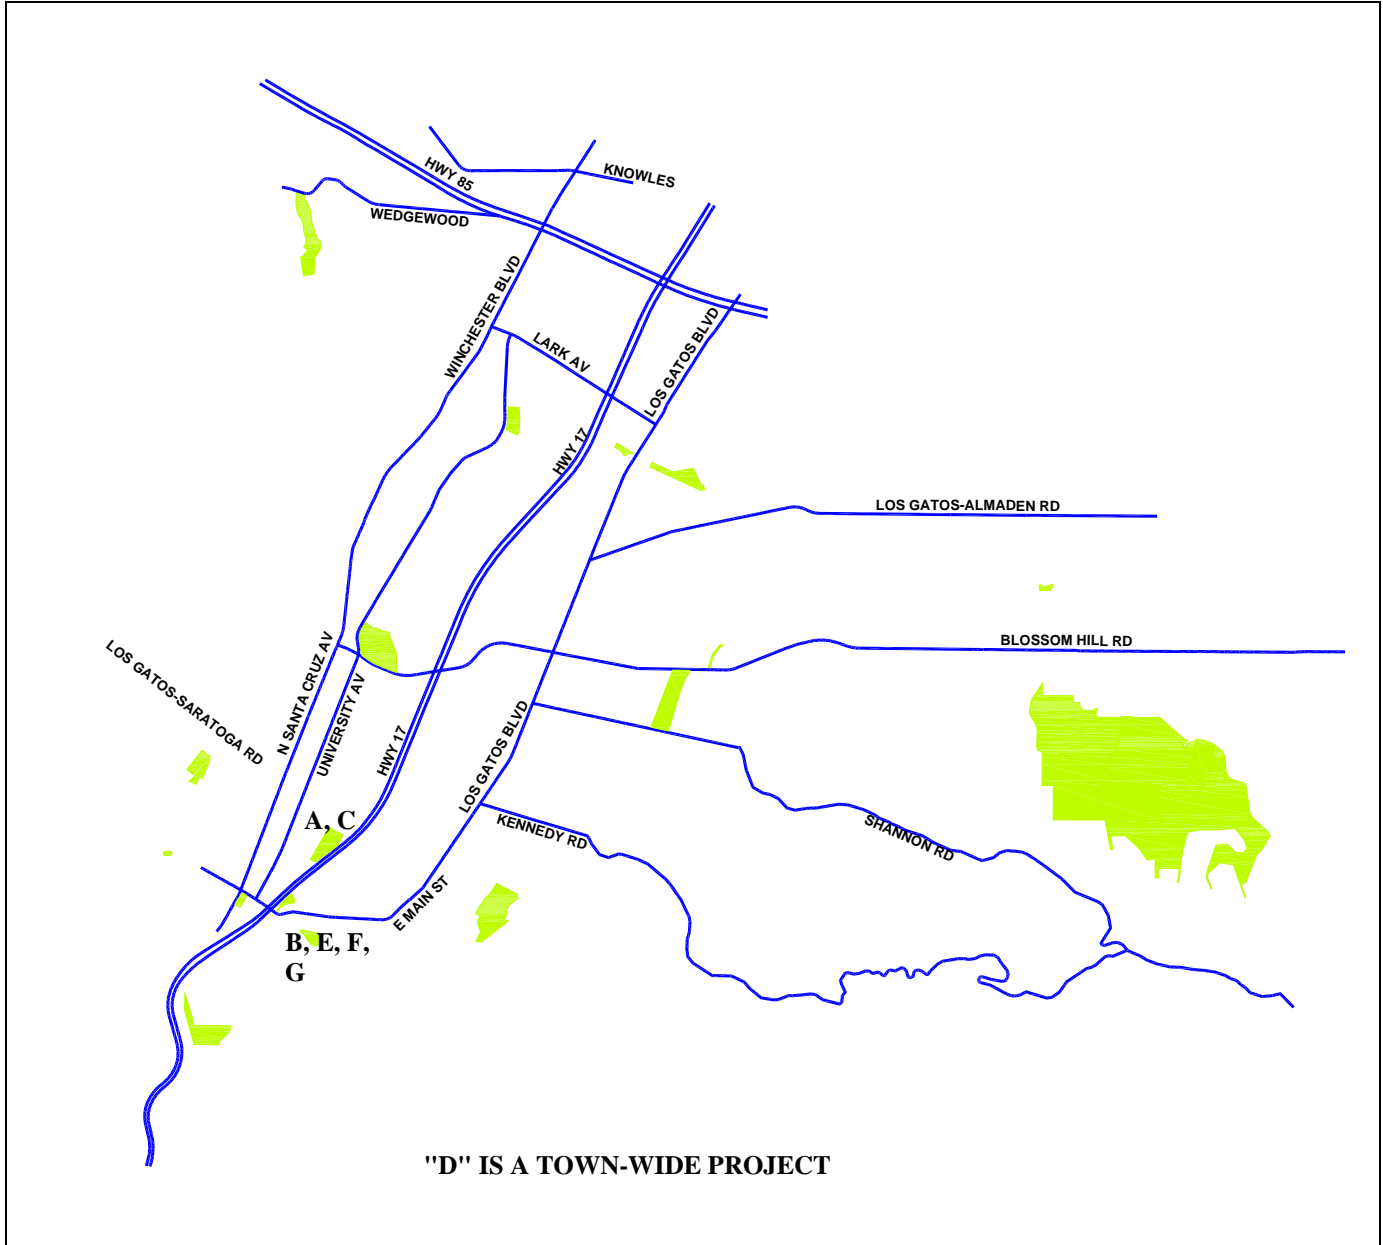 KNOWLES
HWY 85
WEDGEWOOD
WINCHESTER BLVD
LARK AV
LOS GATOS BLVD
HWY 17
LOS GATOS-ALMADEN RD
BLOSSOM HILL RD
LOS GATOS-SARATOGA RD
N SANTA CRUZ AV
UNIVERSITY AV
HWY 17
LOS GATOS BLVD
A, C
KENNEDY RD
SHANNON RD
E MAIN ST
B, E, F,
G
"D" IS A TOWN-WIDE PROJECT